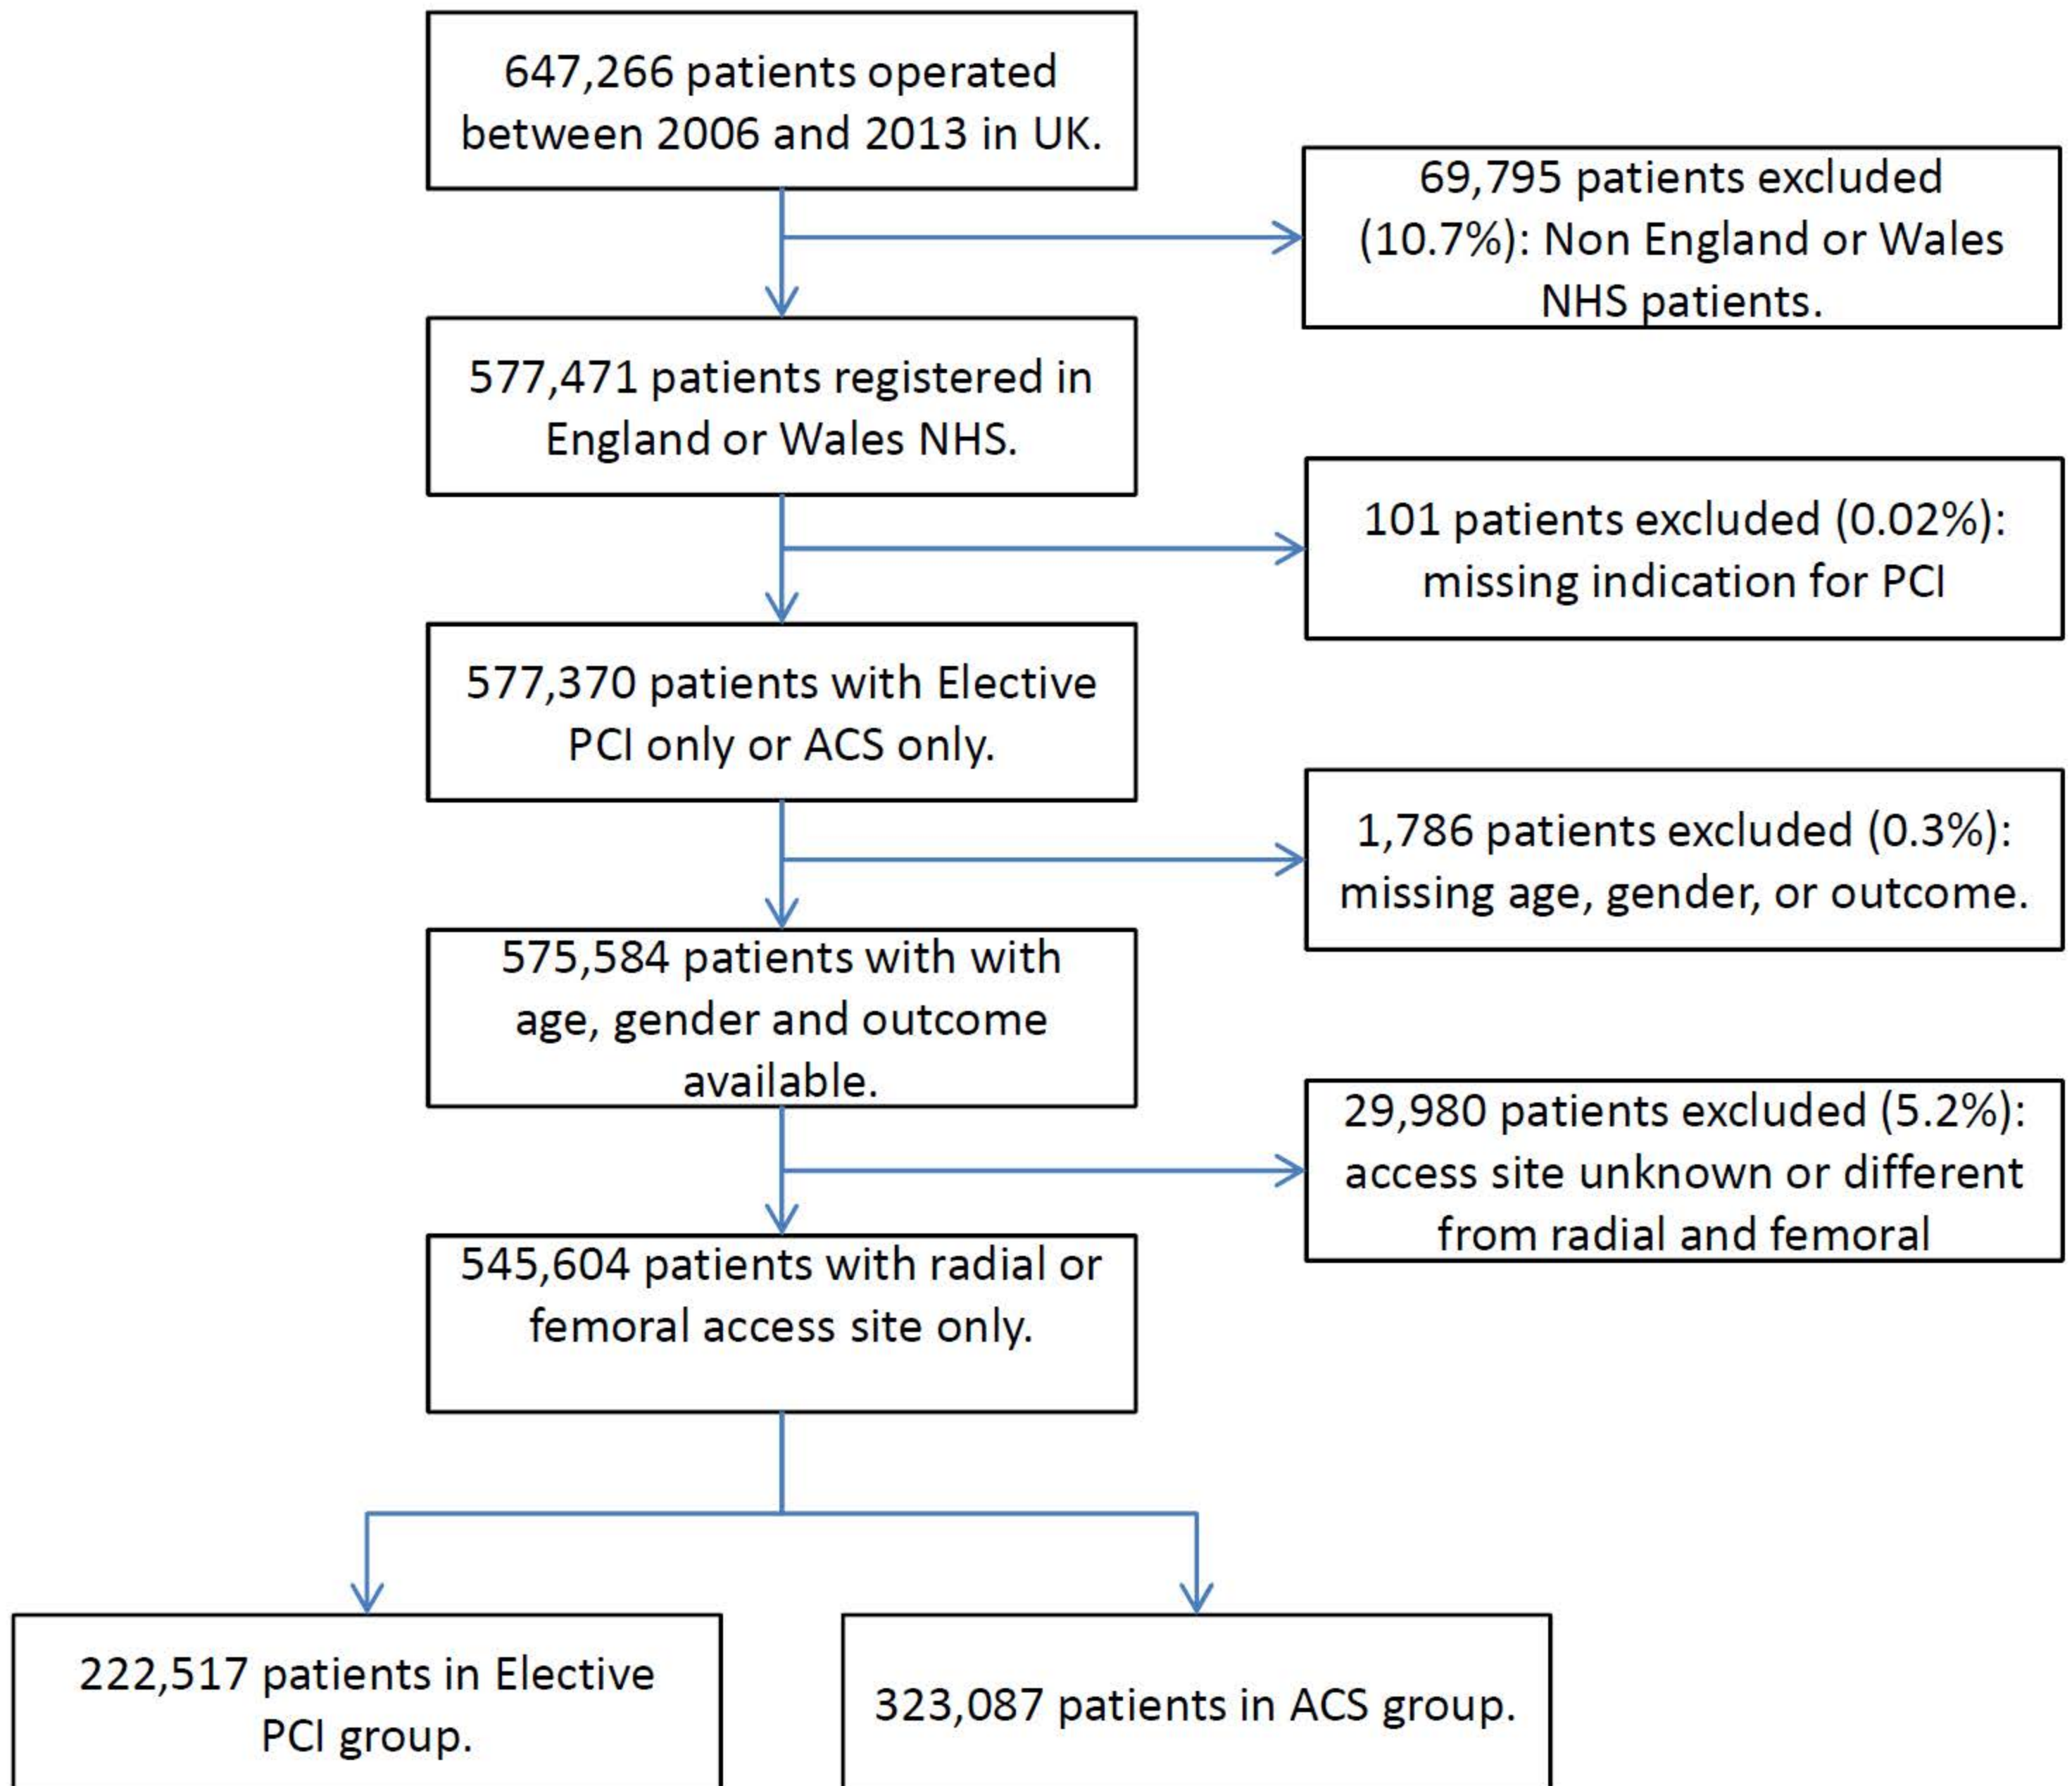 647,266 patients operated
between 2006 and 2013 in UK.
69,795 patients excluded
(10.7%): Non England or Wales
NHS patients.
577,471 patients registered in
England or Wales NHS.
101 patients excluded (0.02%):
missing indication for PCI
577,370 patients with Elective
PCI only or ACS only.
1,786 patients excluded (0.3%):
missing age, gender, or outcome.
575,584 patients with with
age, gender and outcome
available.
29,980 patients excluded (5.2%):
access site unknown or different
from radial and femoral
545,604 patients with radial or
femoral access site only.
222,517 patients in Elective
PCI group.
323,087 patients in ACS group.